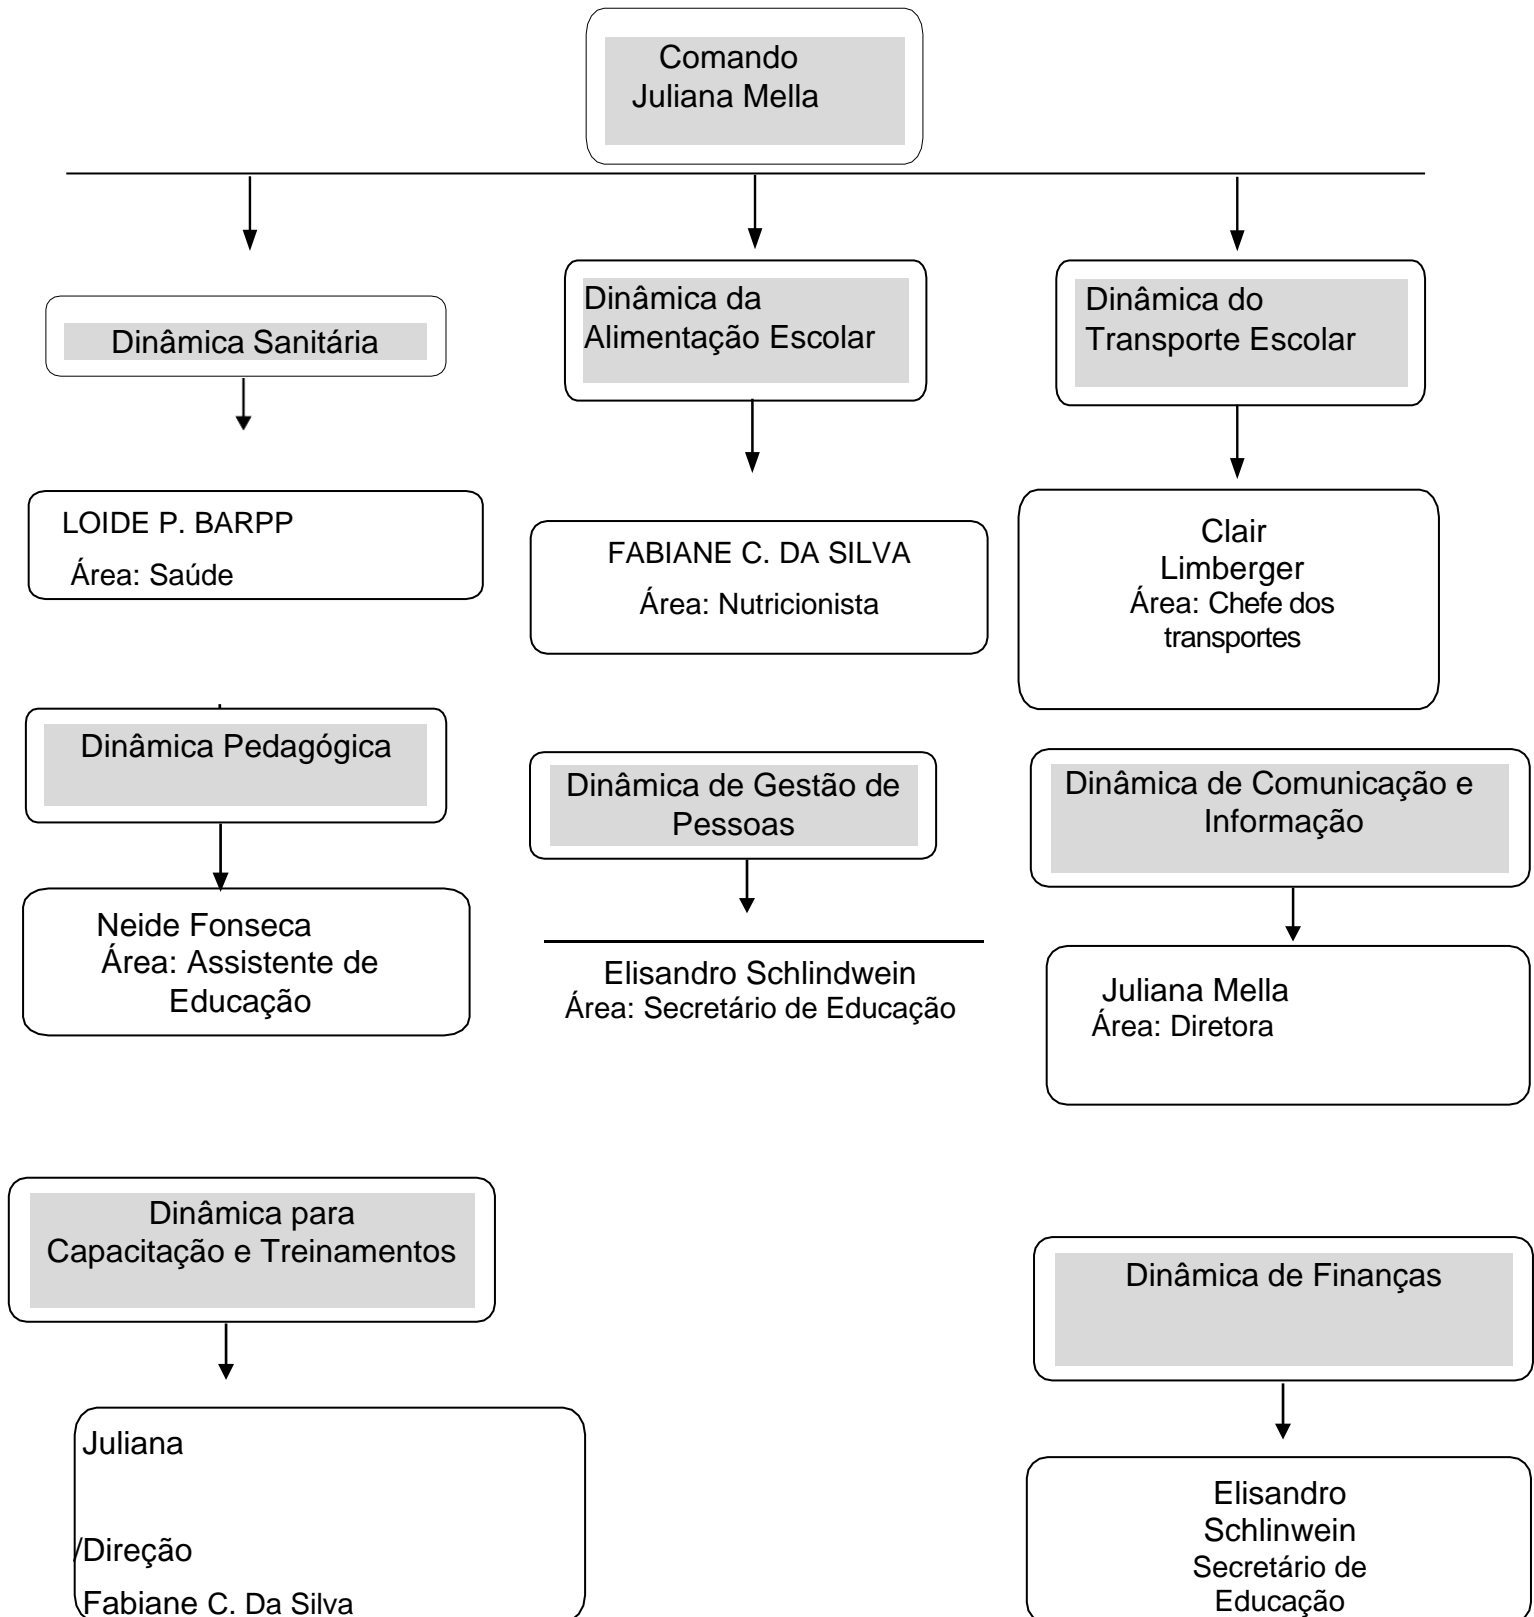 Comando
Juliana Mella
Dinâmica Sanitária
Dinâmica da
Alimentação Escolar
Dinâmica do
Transporte Escolar
LOIDE P. BARPP
Área: Saúde
FABIANE C. DA SILVA
Área: Nutricionista
Clair
Limberger
Área: Chefe dos
transportes
Dinâmica Pedagógica
Dinâmica de Gestão de
Pessoas
Dinâmica de Comunicação e
Informação
Neide Fonseca
Área: Assistente de
Educação
Elisandro Schlindwein
Área: Secretário de Educação
Juliana Mella
Área: Diretora
Dinâmica para
Capacitação e Treinamentos
Dinâmica de Finanças
Juliana
/Direção
Fabiane C. Da Silva
Elisandro
Schlinwein
Secretário de
Educação